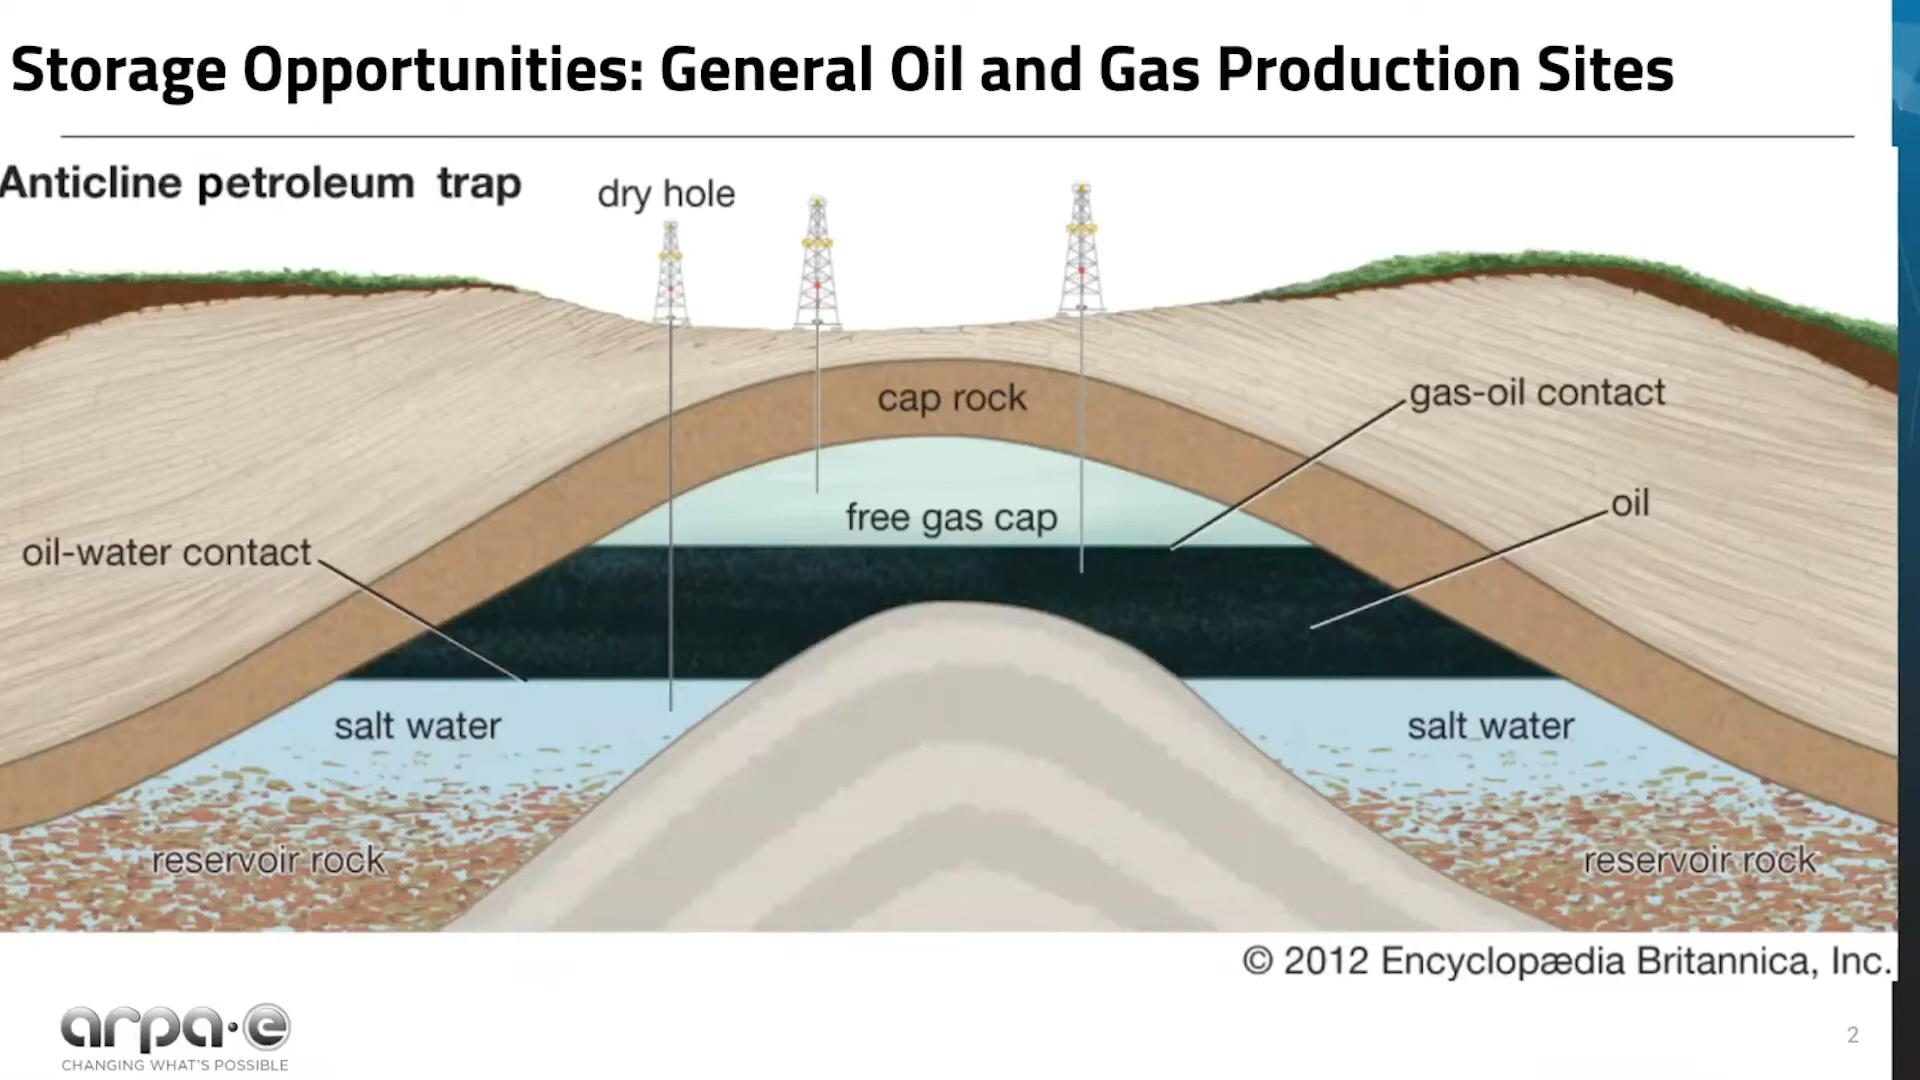 Storage Opportunities: General Oil and Gas Production Sites
Anticline petroleum trap
dry hole
cap rock
gas-oil contact
free gas cap
oil
oil-water contact
salt water
salt water
reservoir rock
reservoir rock
© 2012 Encyclopædia Britannica, Inc.
arpa·e
CHANGING WHAT'S POSSIBLE
2